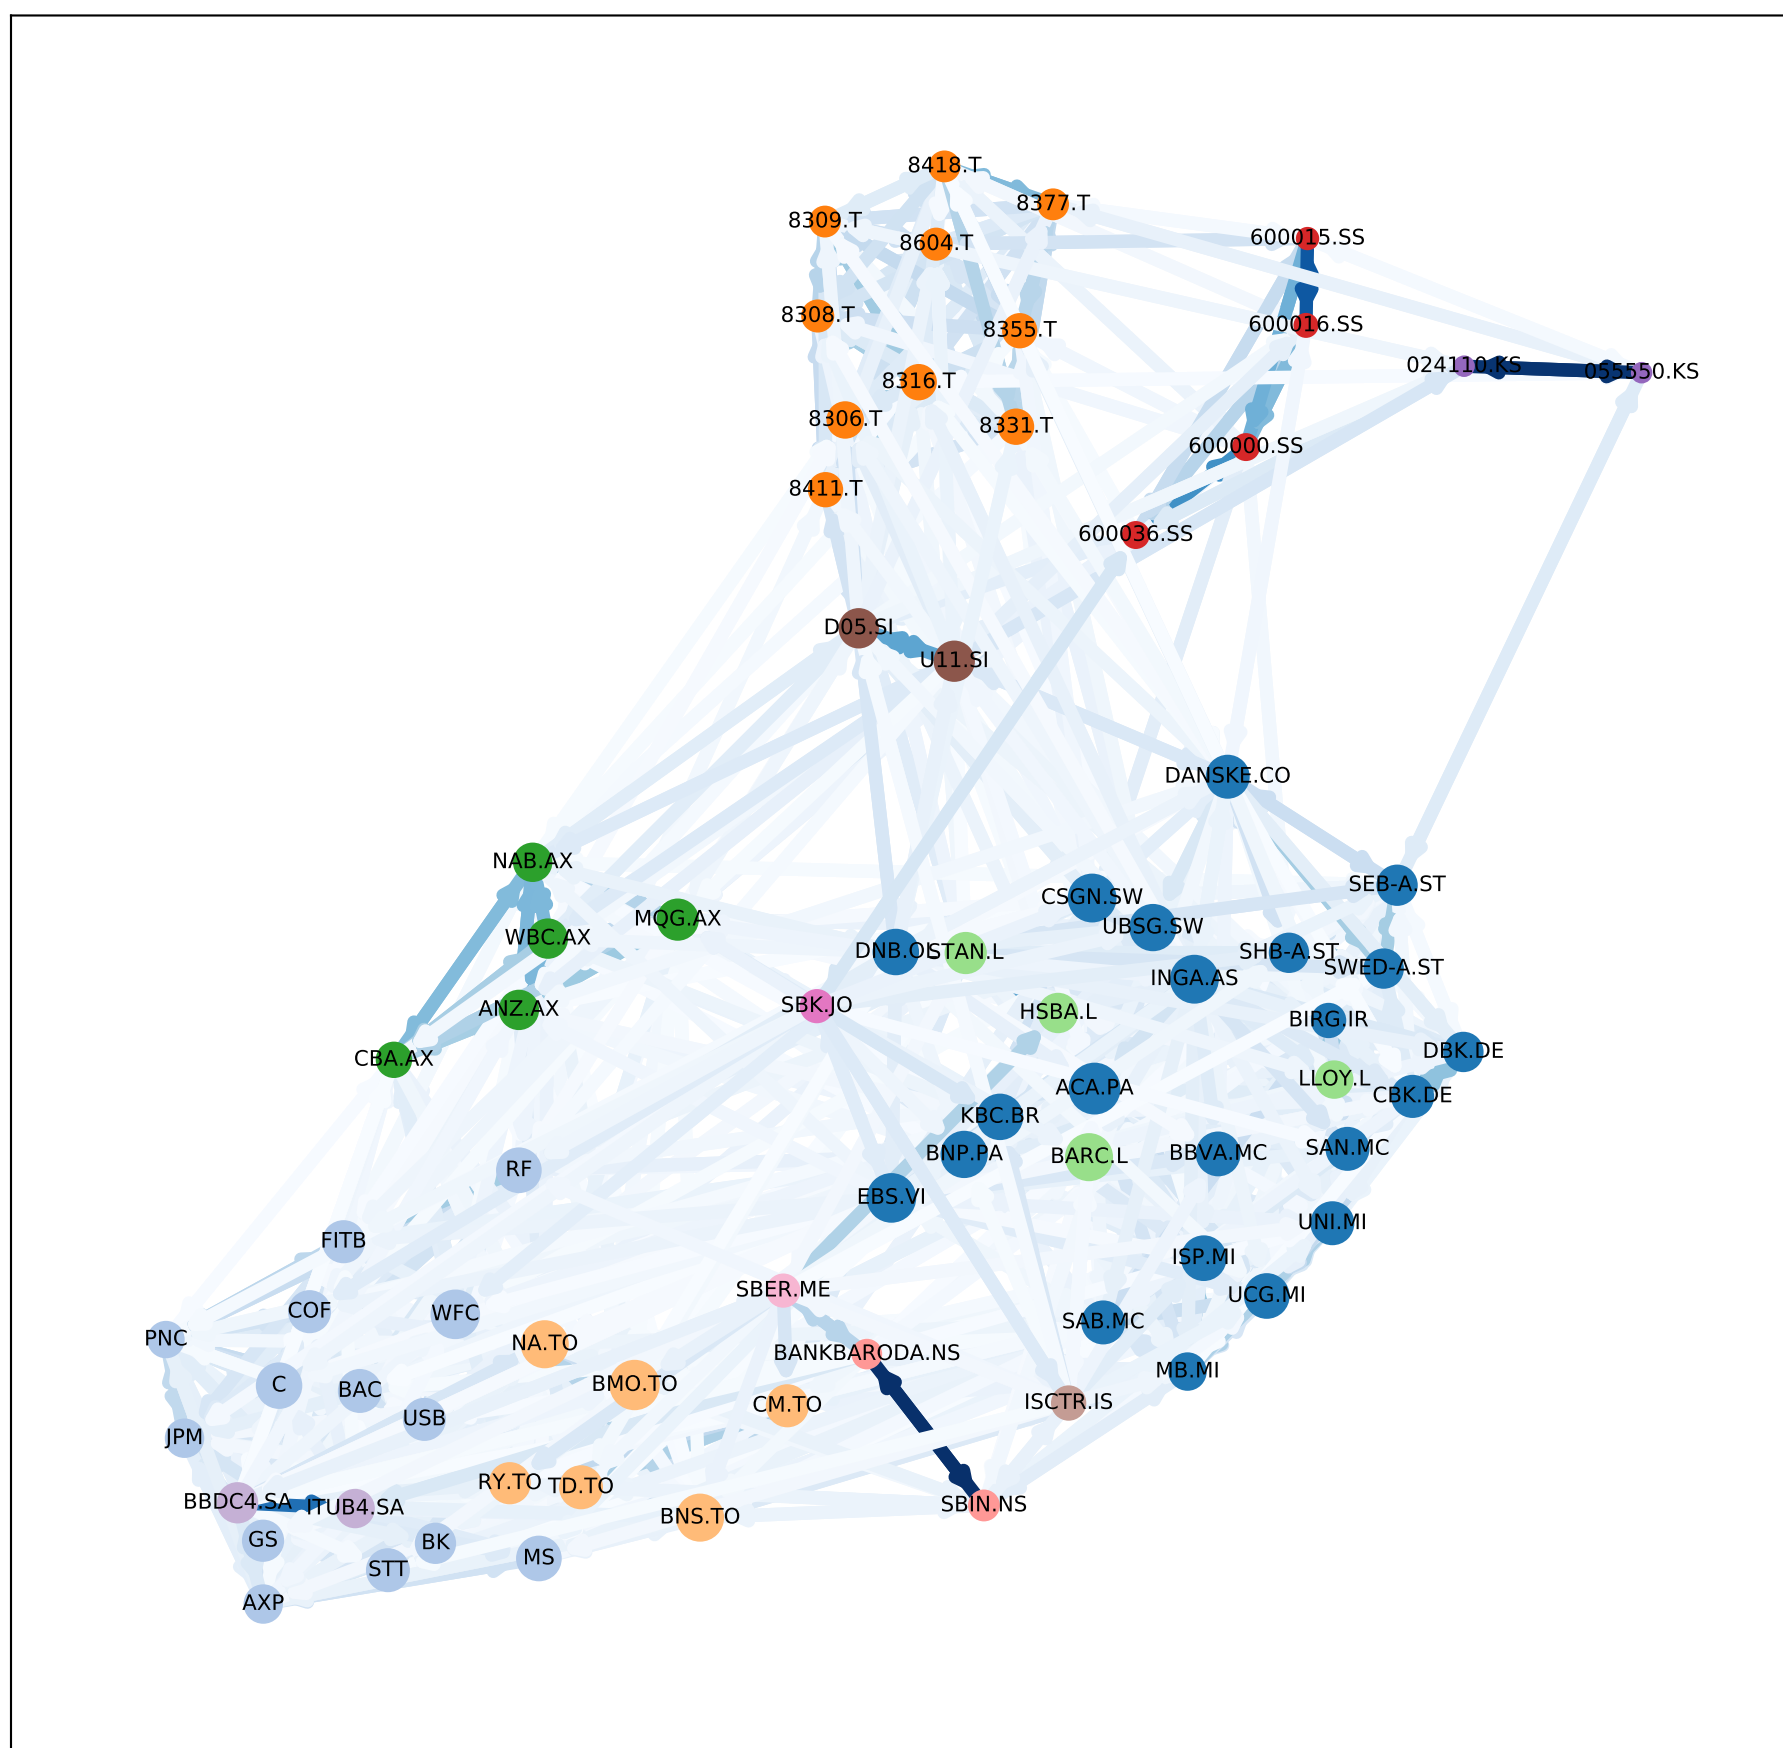 8418.T
8377.T
8309.T
8604.T
600015.SS
8308.T
600016.SS
8355.T
024110.KS
055550.KS
8316.T
8306.T
8331.T
600000.SS
8411.T
600036.SS
D05.SI
U11.SI
DANSKE.CO
NAB.AX
SEB-A.ST
CSGN.SW
MQG.AX
UBSG.SW
WBC.AX
DNB.OL
STAN.L
SHB-A.ST
SWED-A.ST
INGA.AS
SBK.JO
ANZ.AX
HSBA.L
BIRG.IR
DBK.DE
CBA.AX
LLOY.L
ACA.PA
CBK.DE
KBC.BR
SAN.MC
BNP.PA
BARC.L
BBVA.MC
RF
EBS.VI
UNI.MI
FITB
ISP.MI
SBER.ME
UCG.MI
COF
WFC
SAB.MC
PNC
NA.TO
BANKBARODA.NS
MB.MI
C
BAC
BMO.TO
ISCTR.IS
CM.TO
USB
JPM
RY.TO
TD.TO
BBDC4.SA
ITUB4.SA
SBIN.NS
BNS.TO
GS
BK
MS
STT
AXP